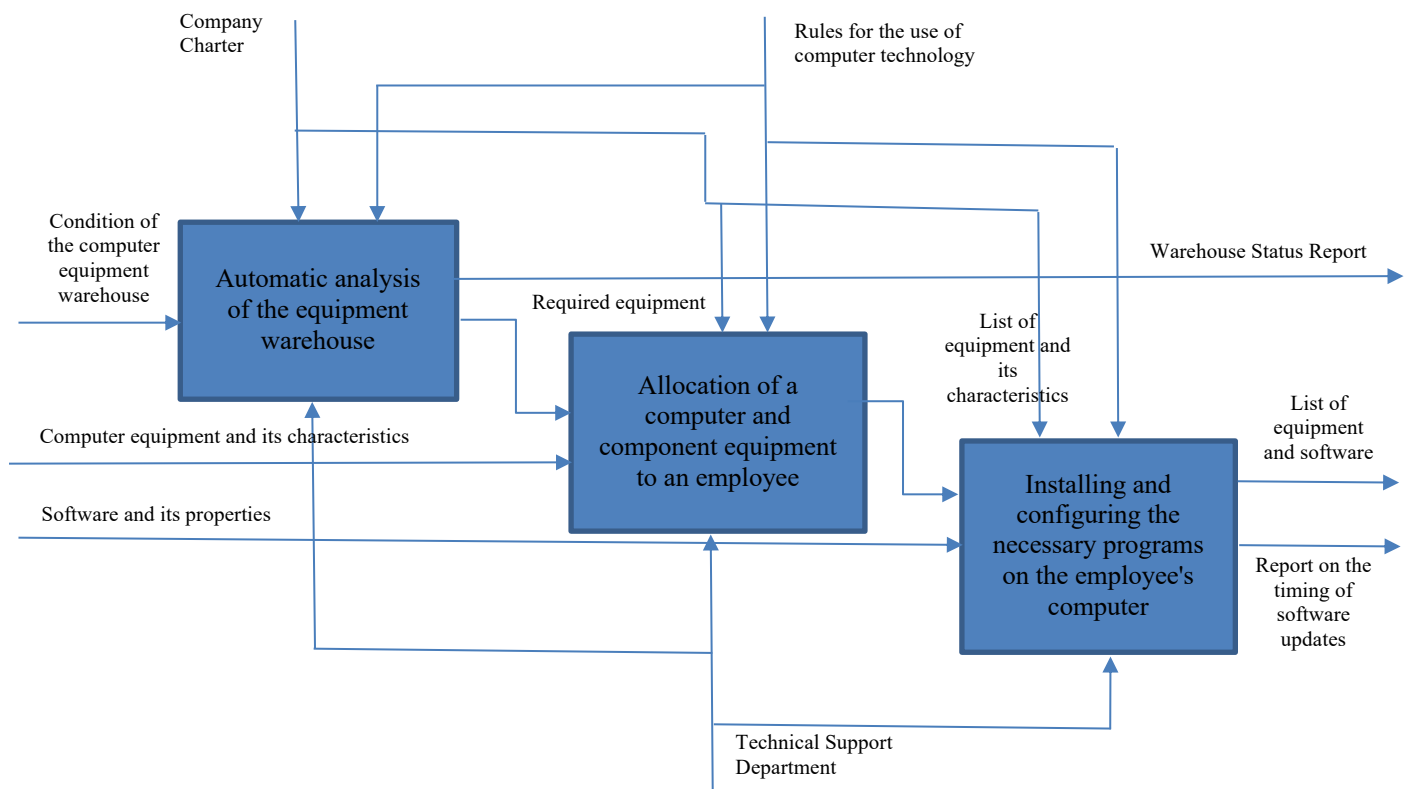 Company
Charter
Rules for the use of
computer technology
Condition of
the computer
equipment
warehouse
Automatic analysis
of the equipment
warehouse
Warehouse Status Report
Required equipment
List of
equipment and
its
characteristics
Allocation of a
computer and
component equipment
to an employee
List of
equipment
and software
Computer equipment and its characteristics
Software and its properties
Installing and
configuring the
necessary programs
on the employee's
computer
Report on the
timing of
software
updates
Technical Support
Department